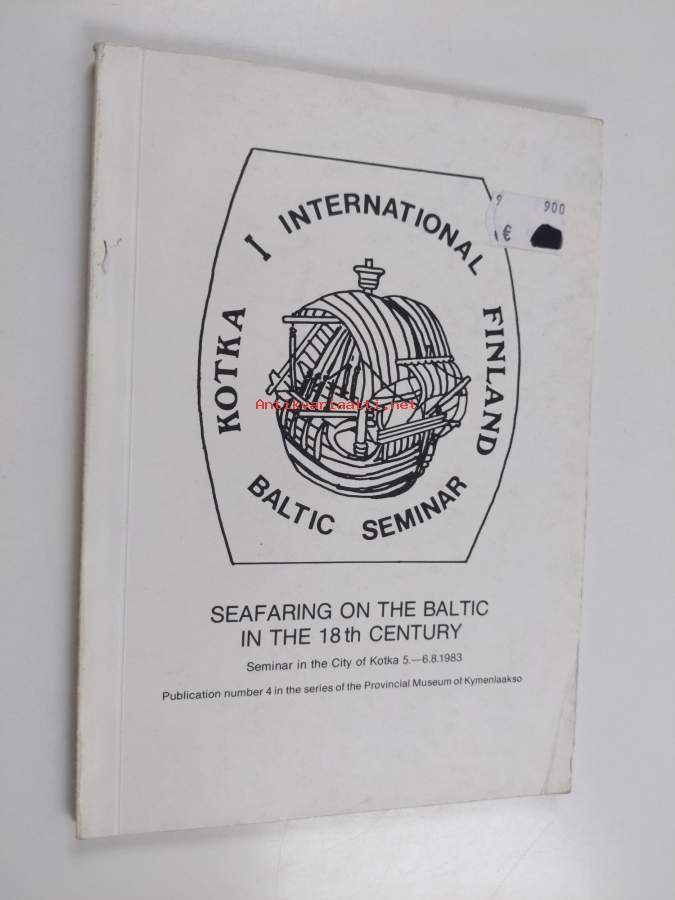 I INTERNATIONAL
KOTKA
FINLAND
BALTIC SEMINAR
9 900
€
Antikvariaatti.net
SEAFARING ON THE BALTIC
IN THE 18th CENTURY
Seminar in the City of Kotka 5.—6.8.1983
Publication number 4 in the series of the Provincial Museum of Kymenlaakso